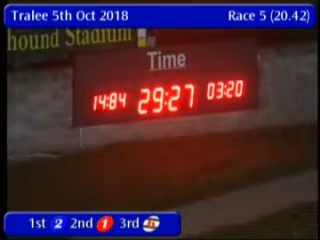 Tralee 5th Oct 2018 Race 5 (20.42)
hound Stadium
Time
14:84 29:27 03:20
1st 2 2nd 1 3rd